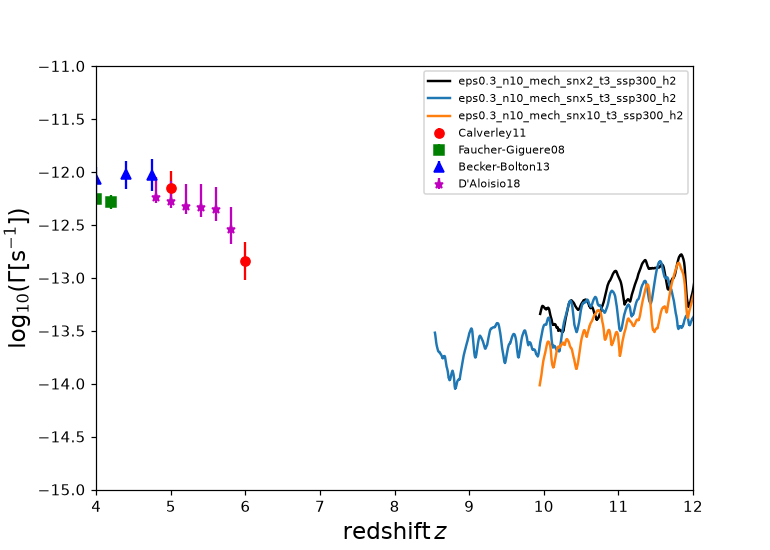 −11.0
−11.5
−12.0
−12.5
−13.0
−13.5
−14.0
−14.5
−15.0
log10(Γ[s−1])
eps0.3_n10_mech_snx2_t3_ssp300_h2
eps0.3_n10_mech_snx5_t3_ssp300_h2
eps0.3_n10_mech_snx10_t3_ssp300_h2
Calverley11
Faucher-Giguere08
Becker-Bolton13
D'Aloisio18
4 5 6 7 8 9 10 11 12
redshift z